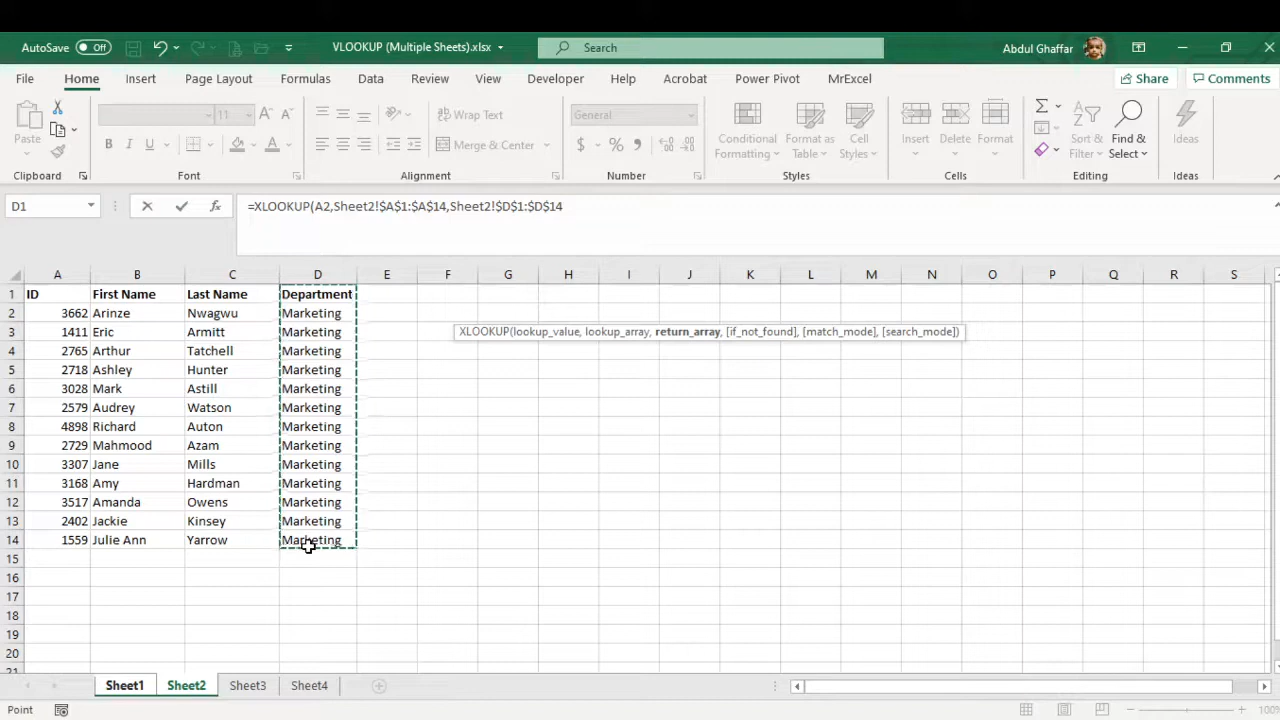 AutoSave Off VLOOKUP (Multiple Sheets).xlsx Search Abdul Ghaffar
File Home Insert Page Layout Formulas Data Review View Developer Help Acrobat Power Pivot MrExcel Share Comments
Paste 11 Wrap Text General Conditional Formatting Format as Table Cell Styles Insert Delete Format Sort & Filter Find & Select Ideas
B I U Merge & Center $ %
Clipboard Font Alignment Number Styles Cells Editing Ideas
D1 fx =XLOOKUP(A2,Sheet2!$A$1:$A$14,Sheet2!$D$1:$D$14
A B C D E F G H I J K L M N O P Q R S
1 ID First Name Last Name Department
2 3662 Arinze Nwagwu Marketing
3 1411 Eric Armitt Marketing
XLOOKUP(lookup_value, lookup_array, return_array, [if_not_found], [match_mode], [search_mode])
4 2765 Arthur Tatchell Marketing
5 2718 Ashley Hunter Marketing
6 3028 Mark Astill Marketing
7 2579 Audrey Watson Marketing
8 4898 Richard Auton Marketing
9 2729 Mahmood Azam Marketing
10 3307 Jane Mills Marketing
11 3168 Amy Hardman Marketing
12 3517 Amanda Owens Marketing
13 2402 Jackie Kinsey Marketing
14 1559 Julie Ann Yarrow Marketing
15
16
17
18
19
20
21
Sheet1 Sheet2 Sheet3 Sheet4
Point 100%